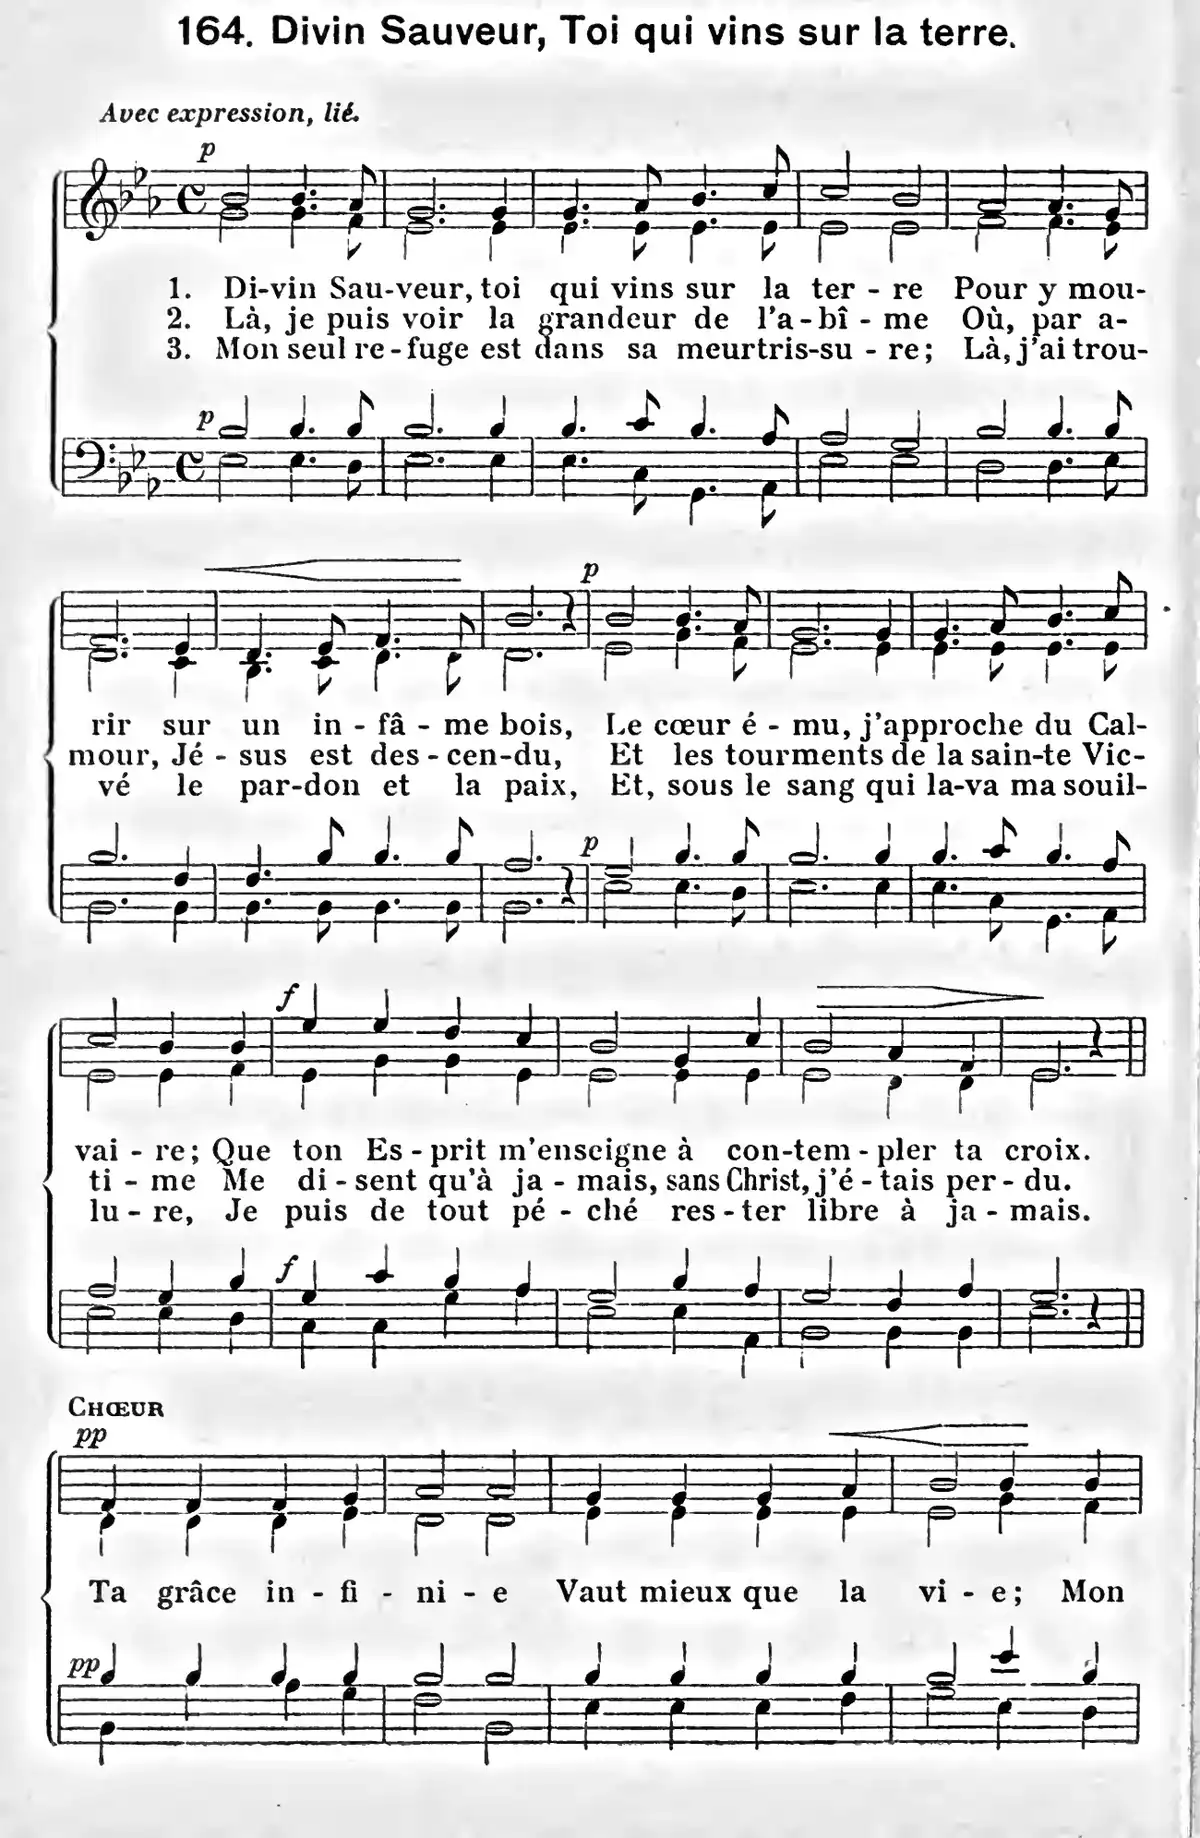 164. Divin Sauveur, Toi qui vins sur la terre.
Avec expression, lié.
p
1. Di-vin Sau-veur, toi qui vins sur la ter - re Pour y mou-
2. Là, je puis voir la grandeur de l'a - bî - me Où, par a-
3. Mon seul re - fuge est dans sa meurtris-su - re; Là, j'ai trou-
p
p
rir sur un in - fâ - me bois, Le cœur é - mu, j'approche du Cal-
mour, Jé - sus est des - cen-du, Et les tourments de la sain-te Vic-
vé le par-don et la paix, Et, sous le sang qui la-va ma souil-
p
f
vai - re; Que ton Es - prit m'enseigne à con-tem - pler ta croix.
ti - me Me di - sent qu'à ja - mais, sans Christ, j'é - tais per - du.
lu - re, Je puis de tout pé - ché res - ter libre à ja - mais.
f
CHŒUR
pp
Ta grâce in - fi - ni - e Vaut mieux que la vi - e; Mon
pp